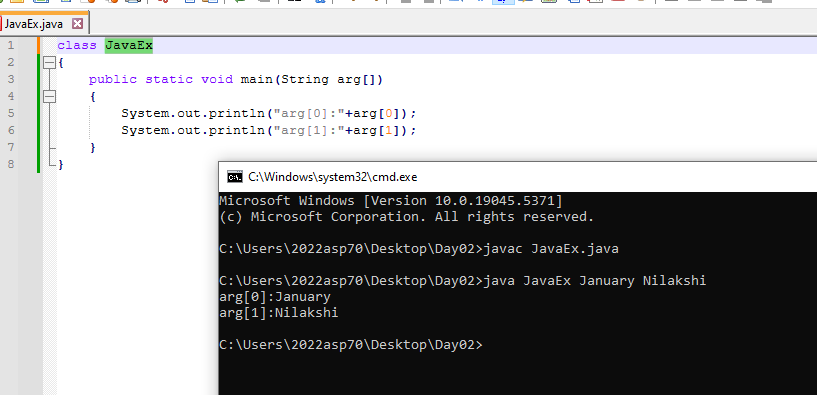 JavaEx.java
1 class JavaEx
2 {
3 public static void main(String arg[])
4 {
5 System.out.println("arg[0]:"+arg[0]);
6 System.out.println("arg[1]:"+arg[1]);
7 }
8 }
C:\Windows\system32\cmd.exe
Microsoft Windows [Version 10.0.19045.5371]
(c) Microsoft Corporation. All rights reserved.
C:\Users\2022asp70\Desktop\Day02>javac JavaEx.java
C:\Users\2022asp70\Desktop\Day02>java JavaEx January Nilakshi
arg[0]:January
arg[1]:Nilakshi
C:\Users\2022asp70\Desktop\Day02>